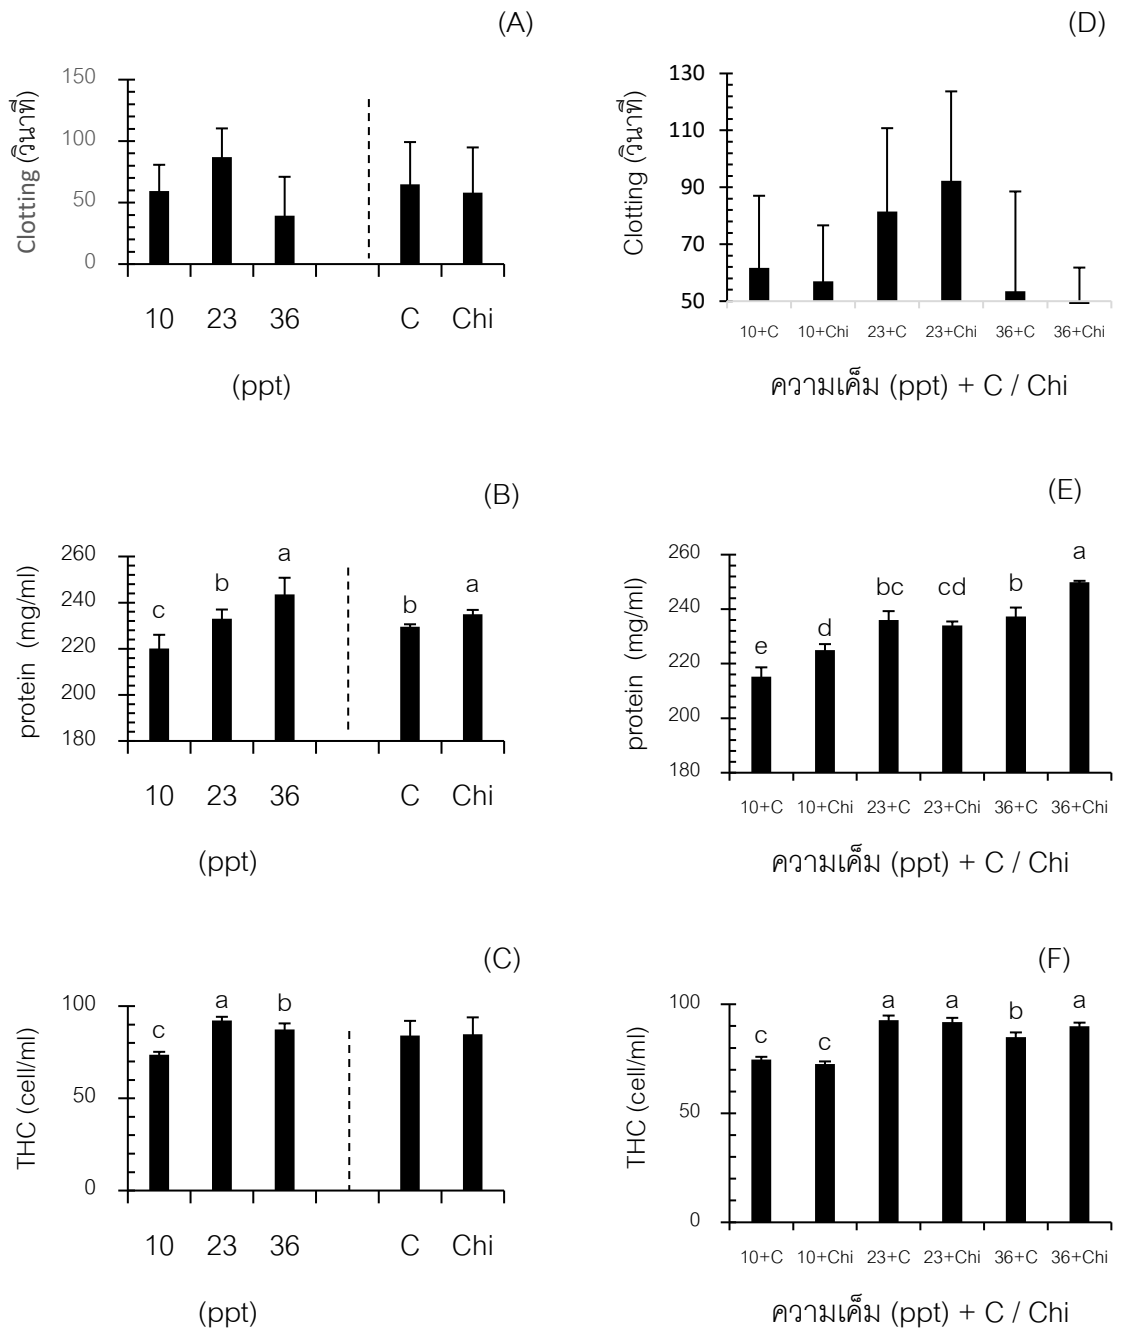 (A)
Clotting (วินาที)
150
100
50
0
10 23 36 C Chi
(ppt)
(D)
Clotting (วินาที)
130
110
90
70
50
10+C 10+Chi 23+C 23+Chi 36+C 36+Chi
ความเค็ม (ppt) + C / Chi
(B)
protein (mg/ml)
260
240
220
200
180
c b a b a
10 23 36 C Chi
(ppt)
(E)
protein (mg/ml)
260
240
220
200
180
e d bc cd b a
10+C 10+Chi 23+C 23+Chi 36+C 36+Chi
ความเค็ม (ppt) + C / Chi
(C)
THC (cell/ml)
100
50
0
c a b
10 23 36 C Chi
(ppt)
(F)
THC (cell/ml)
100
50
0
c c a a b a
10+C 10+Chi 23+C 23+Chi 36+C 36+Chi
ความเค็ม (ppt) + C / Chi